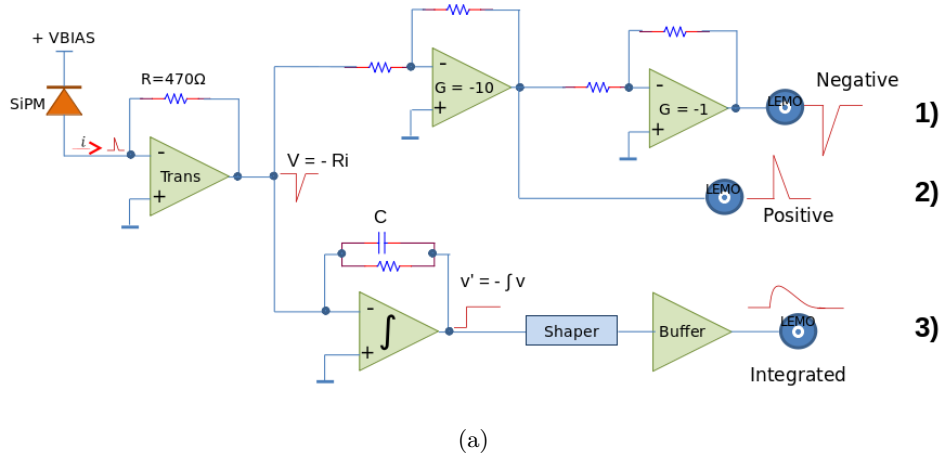 + VBIAS
SiPM
R=470Ω
i
-
+
Trans
V = - Ri
-
+
G = -10
-
+
G = -1
LEMO
Negative
1)
LEMO
Positive
2)
C
-
+
∫
v' = - ∫ v
Shaper
Buffer
LEMO
Integrated
3)
(a)